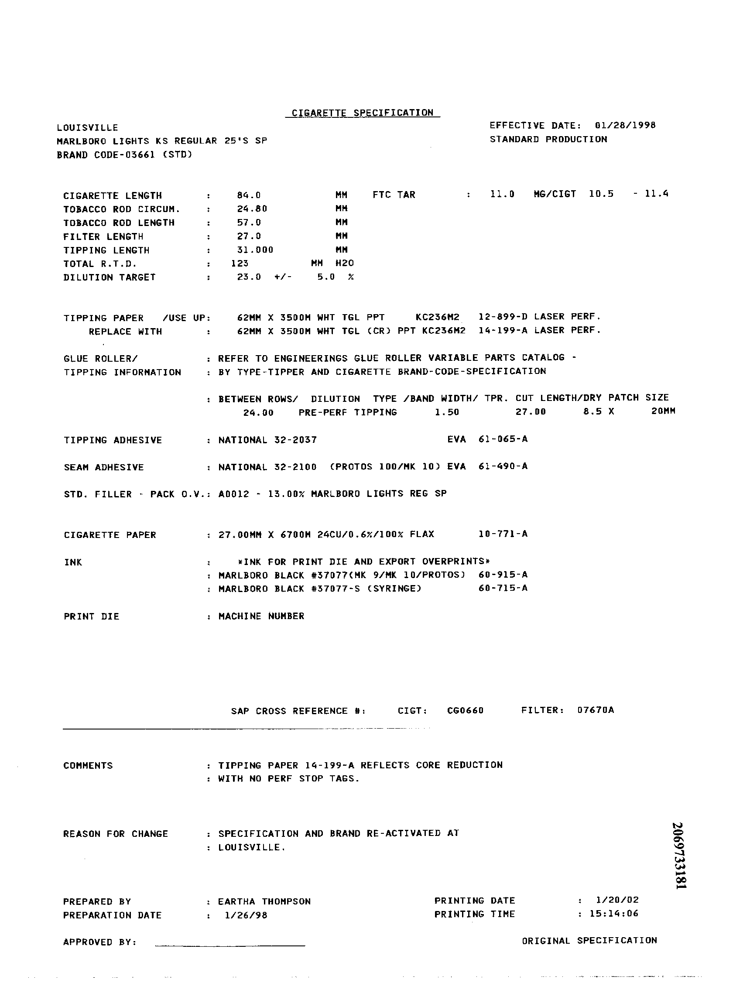 CIGARETTE SPECIFICATION
LOUISVILLE EFFECTIVE DATE: 01/28/1998
MARLBORO LIGHTS KS REGULAR 25'S SP STANDARD PRODUCTION
BRAND CODE-03661 (STD)
CIGARETTE LENGTH : 84.0 MM FTC TAR : 11.0 MG/CIGT 10.5 - 11.4
TOBACCO ROD CIRCUM. : 24.80 MM
TOBACCO ROD LENGTH : 57.0 MM
FILTER LENGTH : 27.0 MM
TIPPING LENGTH : 31.000 MM
TOTAL R.T.D. : 123 MM H2O
DILUTION TARGET : 23.0 +/- 5.0 %
TIPPING PAPER /USE UP: 62MM X 3500M WHT TGL PPT KC236M2 12-899-D LASER PERF.
REPLACE WITH : 62MM X 3500M WHT TGL (CR) PPT KC236M2 14-199-A LASER PERF.
GLUE ROLLER/ : REFER TO ENGINEERINGS GLUE ROLLER VARIABLE PARTS CATALOG -
TIPPING INFORMATION : BY TYPE-TIPPER AND CIGARETTE BRAND-CODE-SPECIFICATION
: BETWEEN ROWS/ DILUTION TYPE /BAND WIDTH/ TPR. CUT LENGTH/DRY PATCH SIZE
24.00 PRE-PERF TIPPING 1.50 27.00 8.5 X 20MM
TIPPING ADHESIVE : NATIONAL 32-2037 EVA 61-065-A
SEAM ADHESIVE : NATIONAL 32-2100 (PROTOS 100/MK 10) EVA 61-490-A
STD. FILLER - PACK O.V.: A0012 - 13.00% MARLBORO LIGHTS REG SP
CIGARETTE PAPER : 27.00MM X 6700M 24CU/0.6%/100% FLAX 10-771-A
INK : *INK FOR PRINT DIE AND EXPORT OVERPRINTS*
: MARLBORO BLACK #37077(MK 9/MK 10/PROTOS) 60-915-A
: MARLBORO BLACK #37077-S (SYRINGE) 60-715-A
PRINT DIE : MACHINE NUMBER
SAP CROSS REFERENCE #: CIGT: CG0660 FILTER: 07670A
COMMENTS : TIPPING PAPER 14-199-A REFLECTS CORE REDUCTION
: WITH NO PERF STOP TAGS.
REASON FOR CHANGE : SPECIFICATION AND BRAND RE-ACTIVATED AT
: LOUISVILLE.
2069733181
PREPARED BY : EARTHA THOMPSON PRINTING DATE : 1/20/02
PREPARATION DATE : 1/26/98 PRINTING TIME : 15:14:06
APPROVED BY: ORIGINAL SPECIFICATION